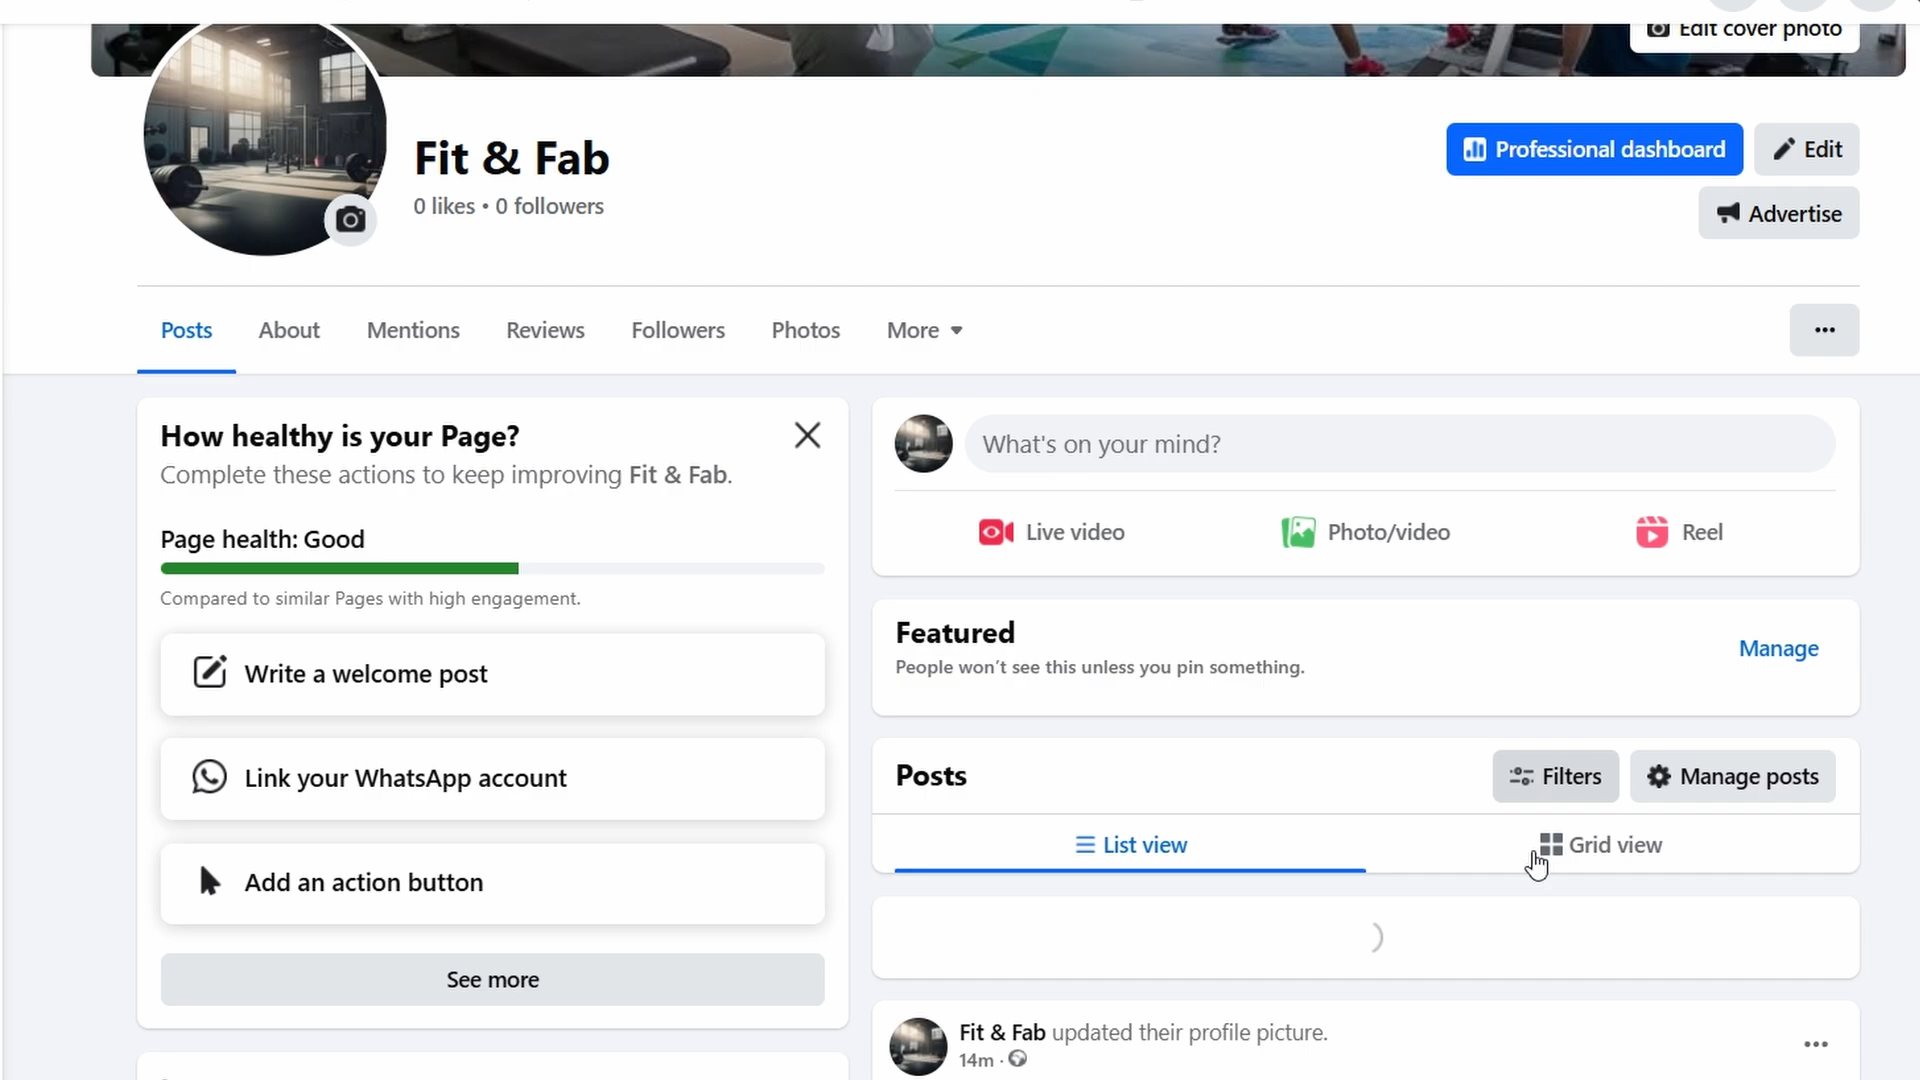 Edit cover photo
Fit & Fab
0 likes • 0 followers
Professional dashboard
Edit
Advertise
Posts
About
Mentions
Reviews
Followers
Photos
More
How healthy is your Page?
Complete these actions to keep improving Fit & Fab.
Page health: Good
Compared to similar Pages with high engagement.
Write a welcome post
Link your WhatsApp account
Add an action button
See more
What's on your mind?
Live video
Photo/video
Reel
Featured
People won’t see this unless you pin something.
Manage
Posts
Filters
Manage posts
List view
Grid view
Fit & Fab updated their profile picture.
14m ·